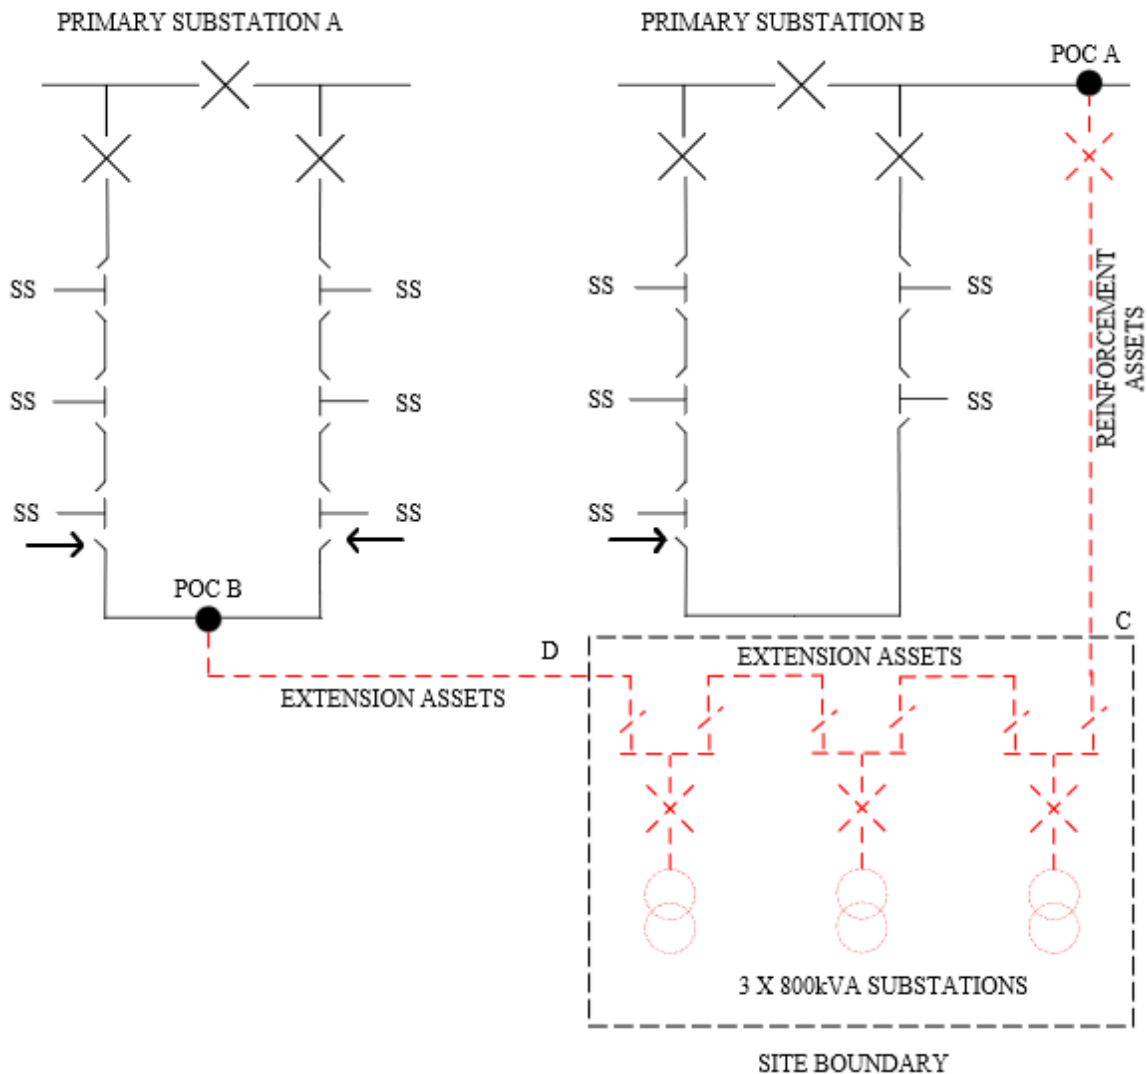 PRIMARY SUBSTATION A
PRIMARY SUBSTATION B
POC A
SS
SS
SS
SS
SS
SS
SS
SS
SS
SS
SS
REINFORCEMENT
ASSETS
POC B
C
D
EXTENSION ASSETS
EXTENSION ASSETS
3 X 800kVA SUBSTATIONS
SITE BOUNDARY